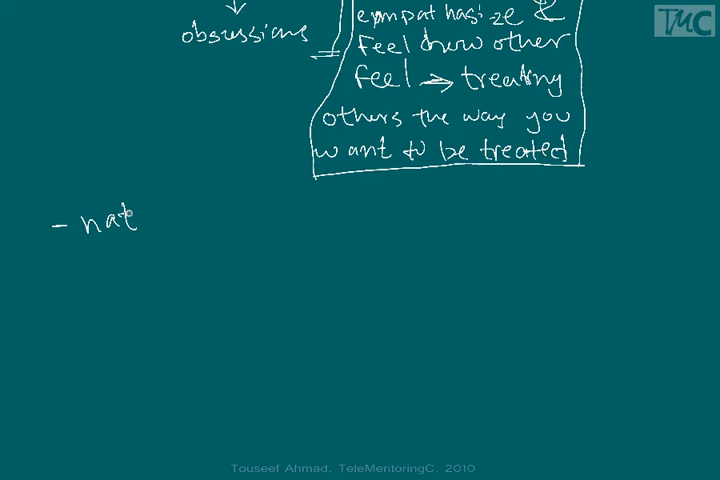 TMC
empathasize &
obsessions
Feel how other
feel → treating
others the way you
want to be treated
- nat
Touseef Ahmad, TeleMentoringC, 2010